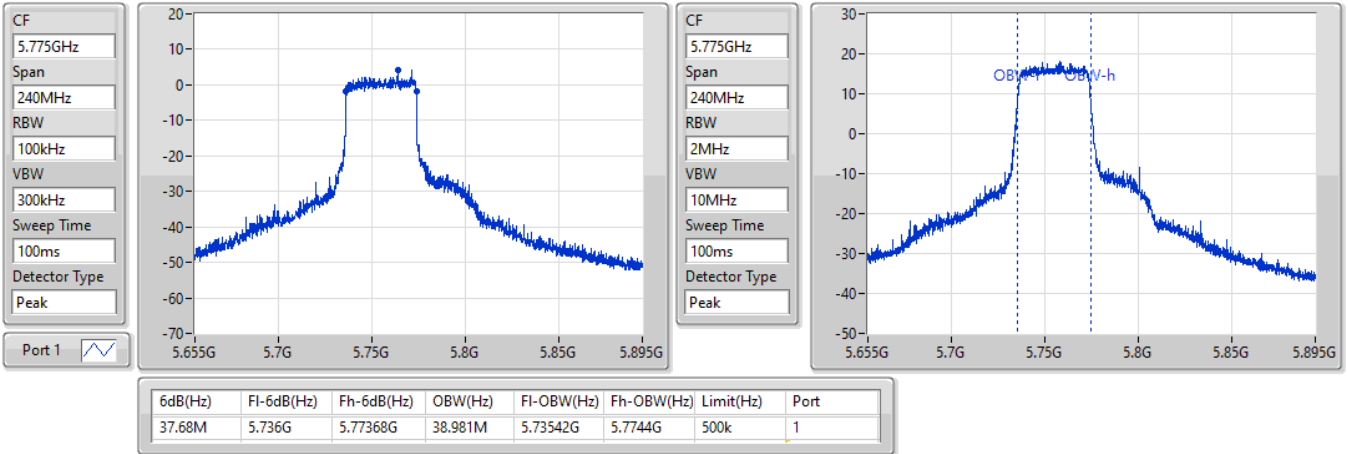 CF
5.775GHz
Span
240MHz
RBW
100kHz
VBW
300kHz
Sweep Time
100ms
Detector Type
Peak
Port 1
20
10
0
-10
-20
-30
-40
-50
-60
-70
5.655G 5.7G 5.75G 5.8G 5.85G 5.895G
CF
5.775GHz
Span
240MHz
RBW
2MHz
VBW
10MHz
Sweep Time
100ms
Detector Type
Peak
30
20
10
0
-10
-20
-30
-40
-50
OBW-h
5.655G 5.7G 5.75G 5.8G 5.85G 5.895G
6dB(Hz) Fl-6dB(Hz) Fh-6dB(Hz) OBW(Hz) Fl-OBW(Hz) Fh-OBW(Hz) Limit(Hz) Port
37.68M 5.736G 5.77368G 38.981M 5.73542G 5.7744G 500k 1